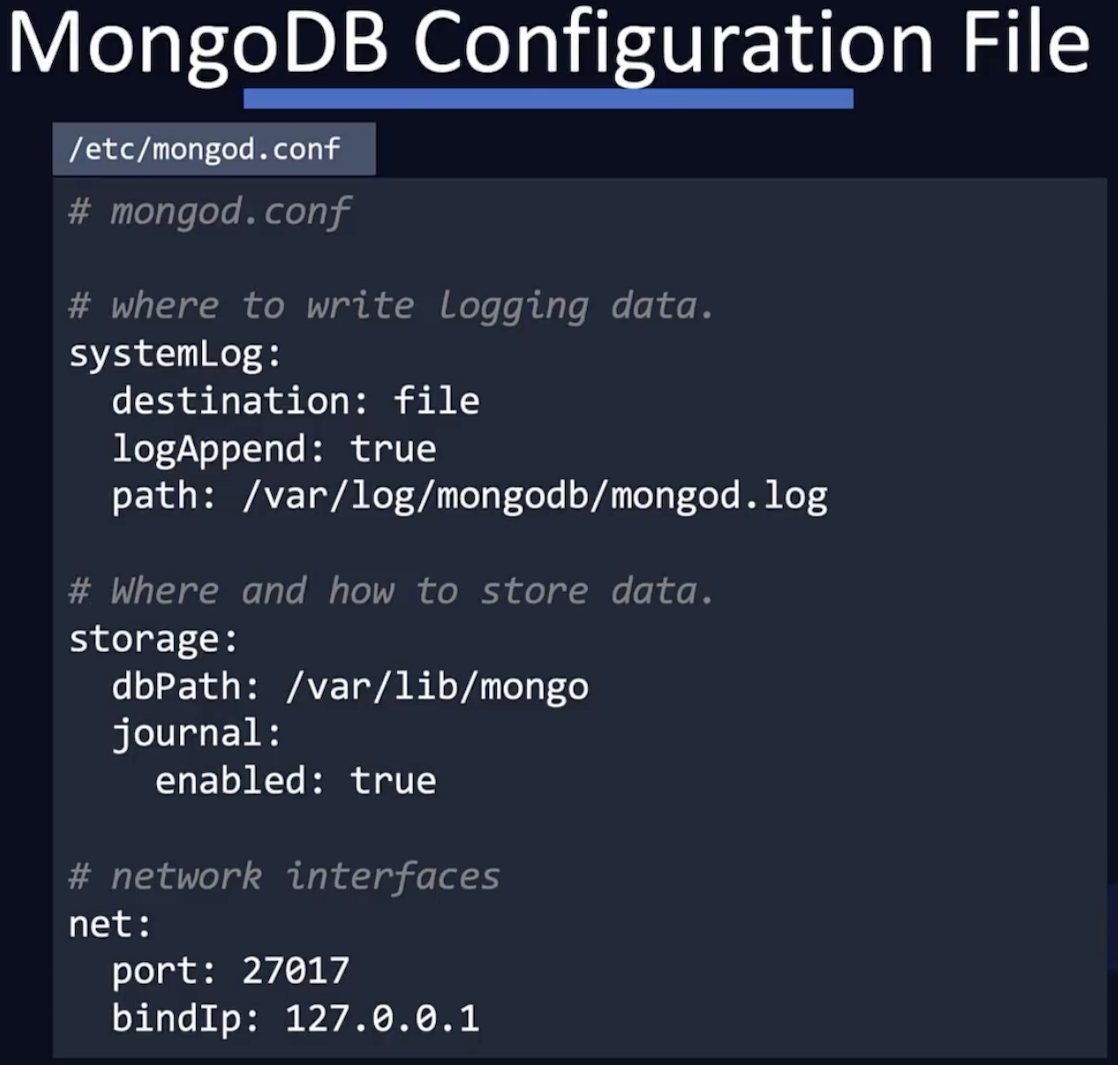 MongoDB Configuration File
/etc/mongod.conf
# mongod.conf
# where to write logging data.
systemLog:
  destination: file
  logAppend: true
  path: /var/log/mongodb/mongod.log
# Where and how to store data.
storage:
  dbPath: /var/lib/mongo
  journal:
    enabled: true
# network interfaces
net:
  port: 27017
  bindIp: 127.0.0.1